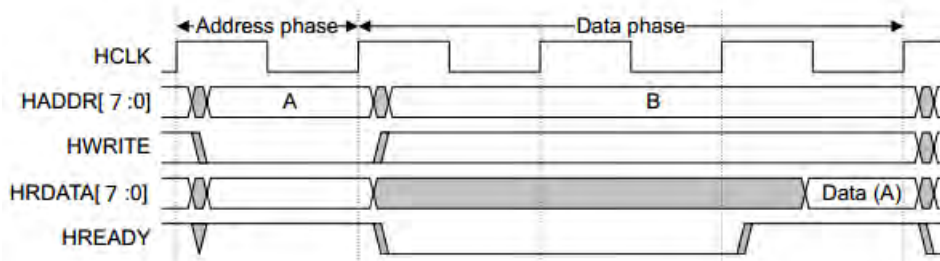 Address phase Data phase
HCLK
HADDR[ 7 :0] A B
HWRITE
HRDATA[ 7 :0] Data (A)
HREADY